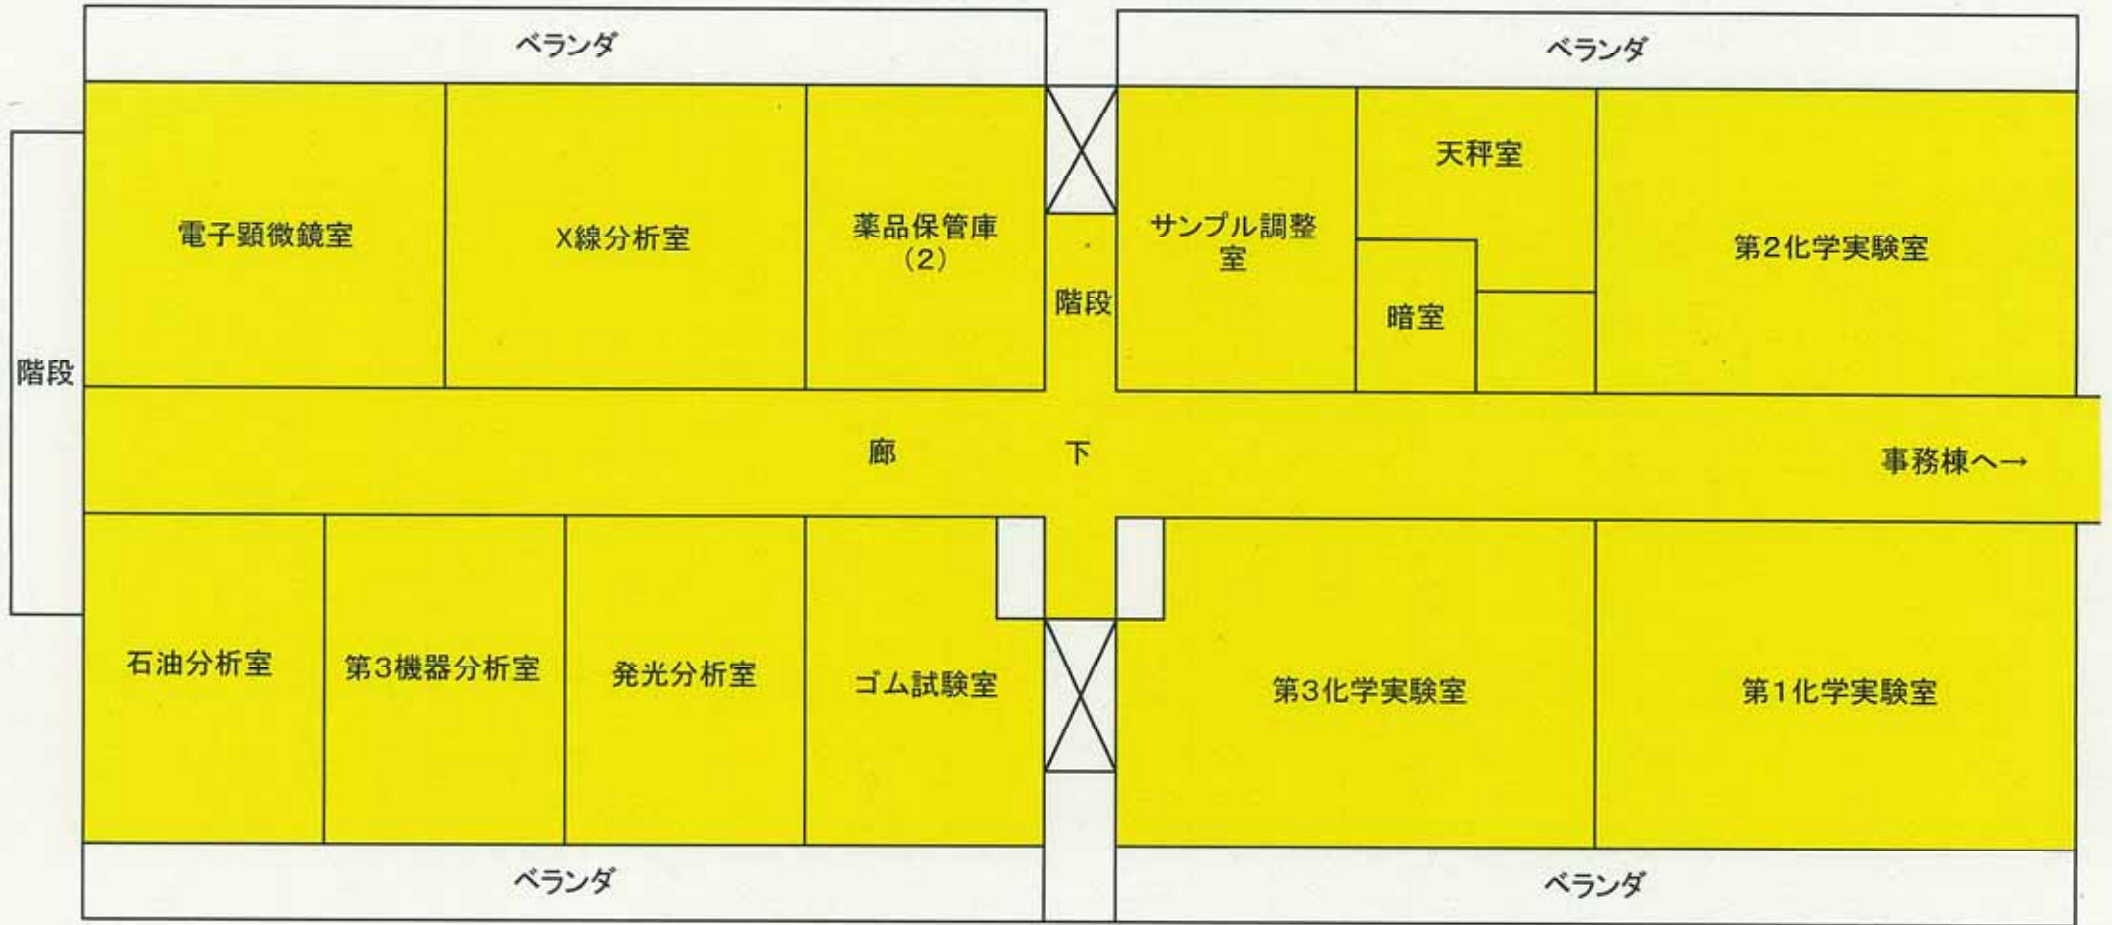 ベランダ
ベランダ
電子顕微鏡室
X線分析室
薬品保管庫
(2)
階段
サンプル調整
室
天秤室
暗室
第2化学実験室
階段
廊 下
事務棟へ→
石油分析室
第3機器分析室
発光分析室
ゴム試験室
第3化学実験室
第1化学実験室
ベランダ
ベランダ